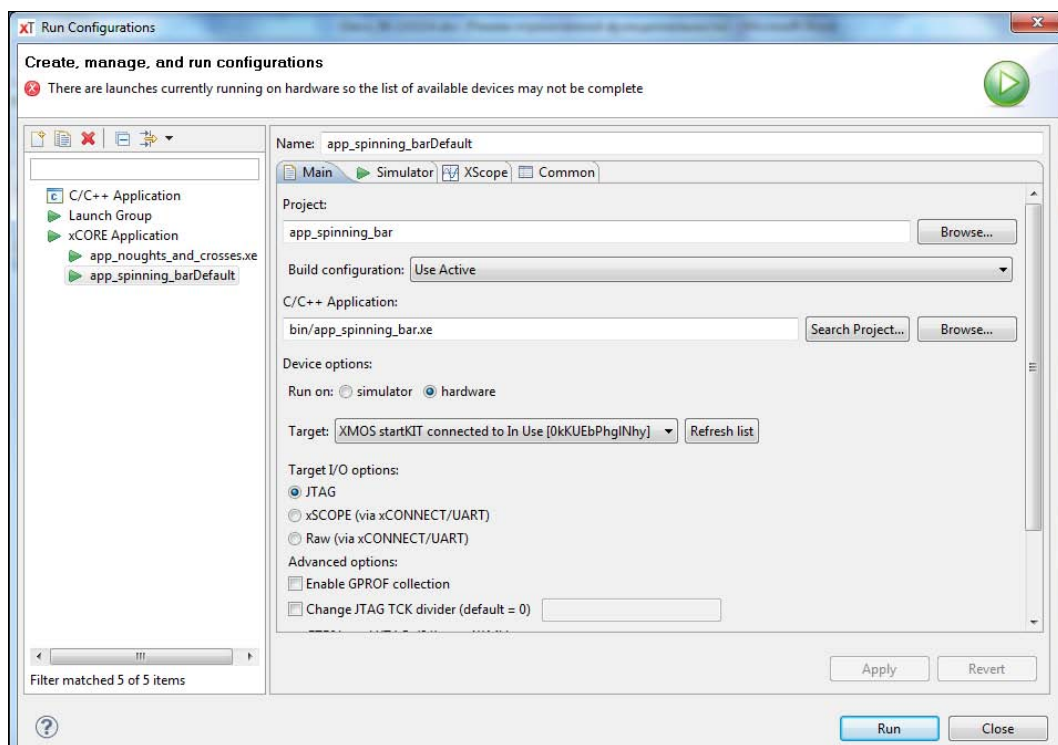 xT Run Configurations
Create, manage, and run configurations
There are launches currently running on hardware so the list of available devices may not be complete
Name: app_spinning_barDefault
Main Simulator XScope Common
C/C++ Application
Launch Group
xCORE Application
app_noughts_and_crosses.xe
app_spinning_barDefault
Filter matched 5 of 5 items
Project:
app_spinning_bar Browse...
Build configuration: Use Active
C/C++ Application:
bin/app_spinning_bar.xe Search Project... Browse...
Device options:
Run on: simulator hardware
Target: XMOS startKIT connected to In Use [0kKUEbPhgINhy] Refresh list
Target I/O options:
JTAG
xSCOPE (via xCONNECT/UART)
Raw (via xCONNECT/UART)
Advanced options:
Enable GPROF collection
Change JTAG TCK divider (default = 0)
Apply Revert
Run Close